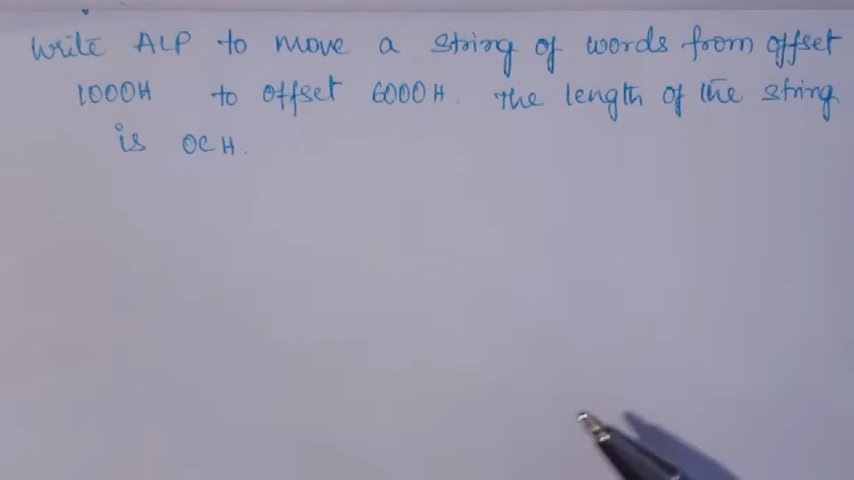 Write ALP to move a string of words from offset
1000H to offset 6000H. The length of the string
is 0CH.